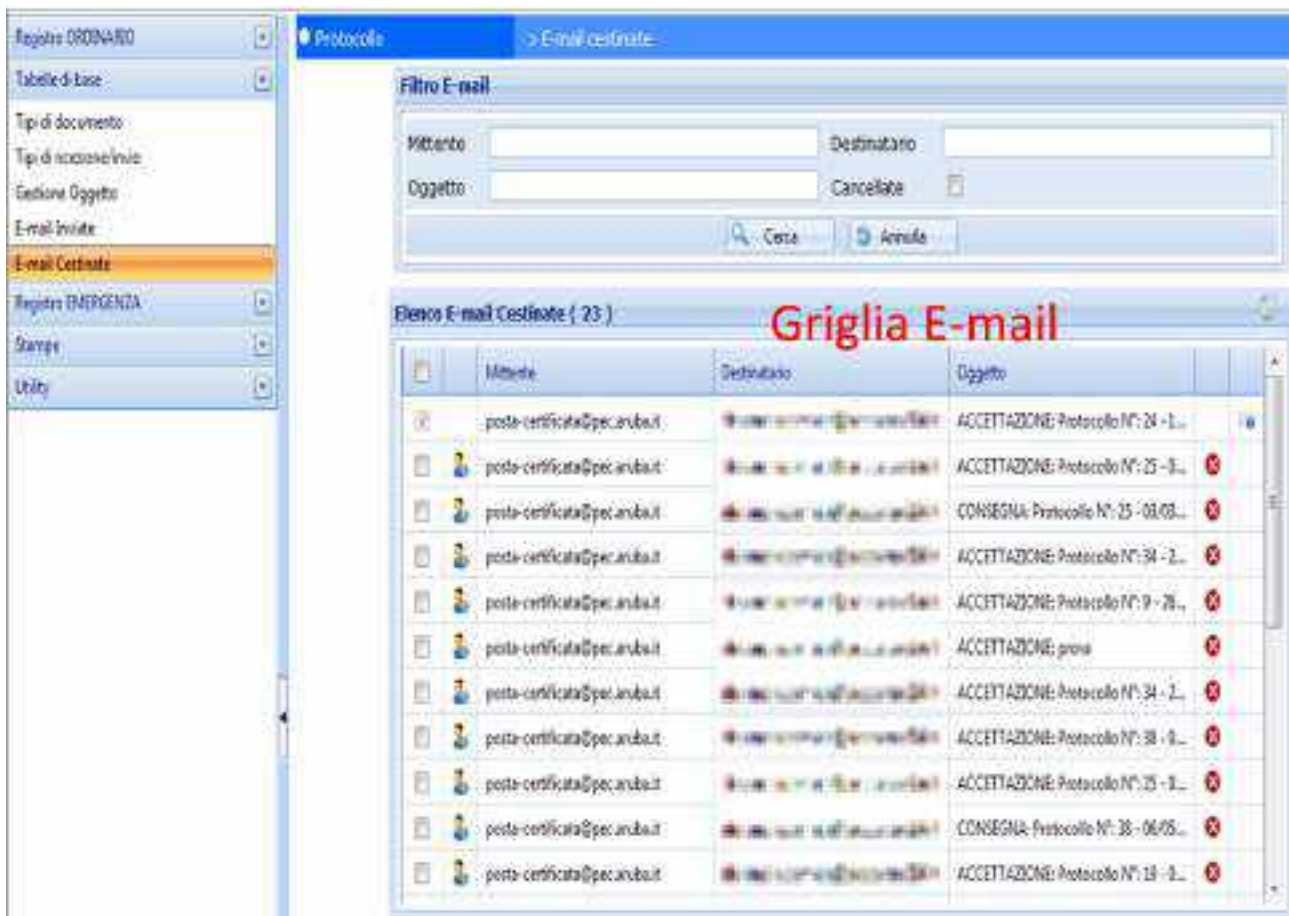 Registro ORDINARIO
Tabelle di base
Tipi di documento
Tipi di ricezione/invio
Gestione Oggetto
E-mail Inviate
E-mail Cestinate
Registro EMERGENZA
Stampe
Utility
Protocollo > E-mail cestinate
Filtro E-mail
Mittente Destinatario
Oggetto Cancellate
Cerca Annulla
Elenco E-mail Cestinate ( 23 )
Griglia E-mail
Mittente Destinatario Oggetto
posta-certificata@pec.aruba.it ACCETTAZIONE: Protocollo N°: 24 - 1...
posta-certificata@pec.aruba.it ACCETTAZIONE: Protocollo N°: 25 - 0...
posta-certificata@pec.aruba.it CONSEGNA: Protocollo N°: 25 - 03/03...
posta-certificata@pec.aruba.it ACCETTAZIONE: Protocollo N°: 34 - 2...
posta-certificata@pec.aruba.it ACCETTAZIONE: Protocollo N°: 9 - 28...
posta-certificata@pec.aruba.it ACCETTAZIONE: prova
posta-certificata@pec.aruba.it ACCETTAZIONE: Protocollo N°: 34 - 2...
posta-certificata@pec.aruba.it ACCETTAZIONE: Protocollo N°: 38 - 0...
posta-certificata@pec.aruba.it ACCETTAZIONE: Protocollo N°: 25 - 0...
posta-certificata@pec.aruba.it CONSEGNA: Protocollo N°: 38 - 06/05...
posta-certificata@pec.aruba.it ACCETTAZIONE: Protocollo N°: